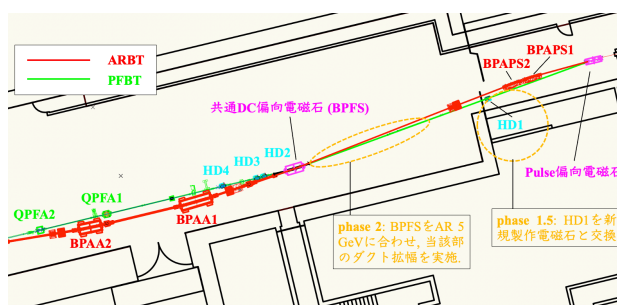 ARBT
PFBT
BPAPS1
BPAPS2
共通DC偏向電磁石 (BPFS)
HD1
HD2
HD3
HD4
Pulse偏向電磁石
QPFA1
QPFA2
BPAA1
BPAA2
phase 2: BPFSをAR 5
GeVに合わせ, 当該部
のダクト拡幅を実施.
phase 1.5: HD1を新
規製作電磁石と交換